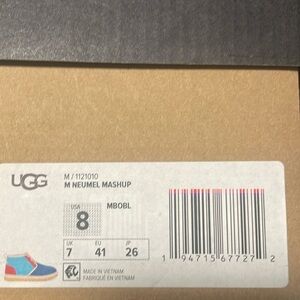 UGG
M / 1121010
M NEUMEL MASHUP
USA
8
MBOBL
UK EU JP
7 41 26
MADE IN VIETNAM
FABRIQUÉ EN VIETNAM
1 94715 67727 2